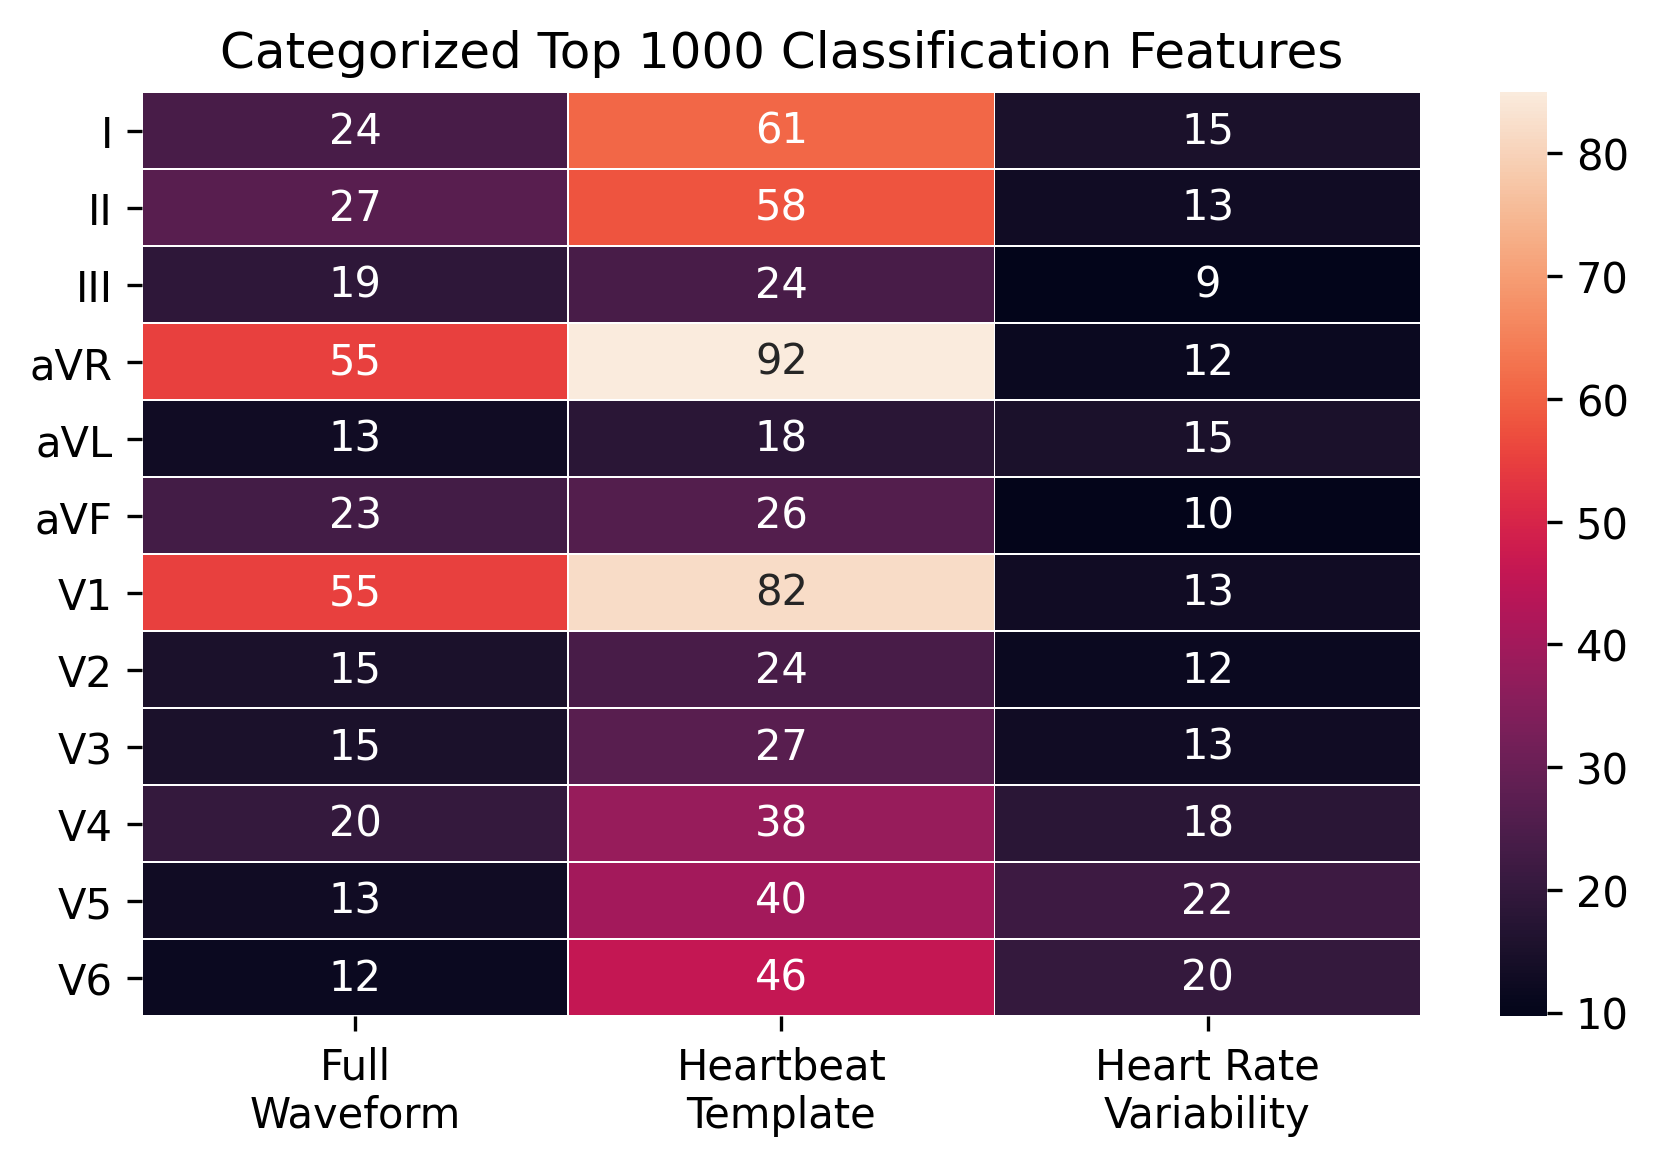 Categorized Top 1000 Classification Features
I 24 61 15
II 27 58 13
III 19 24 9
aVR 55 92 12
aVL 13 18 15
aVF 23 26 10
V1 55 82 13
V2 15 24 12
V3 15 27 13
V4 20 38 18
V5 13 40 22
V6 12 46 20
Full Heartbeat Heart Rate
Waveform Template Variability
80
70
60
50
40
30
20
10